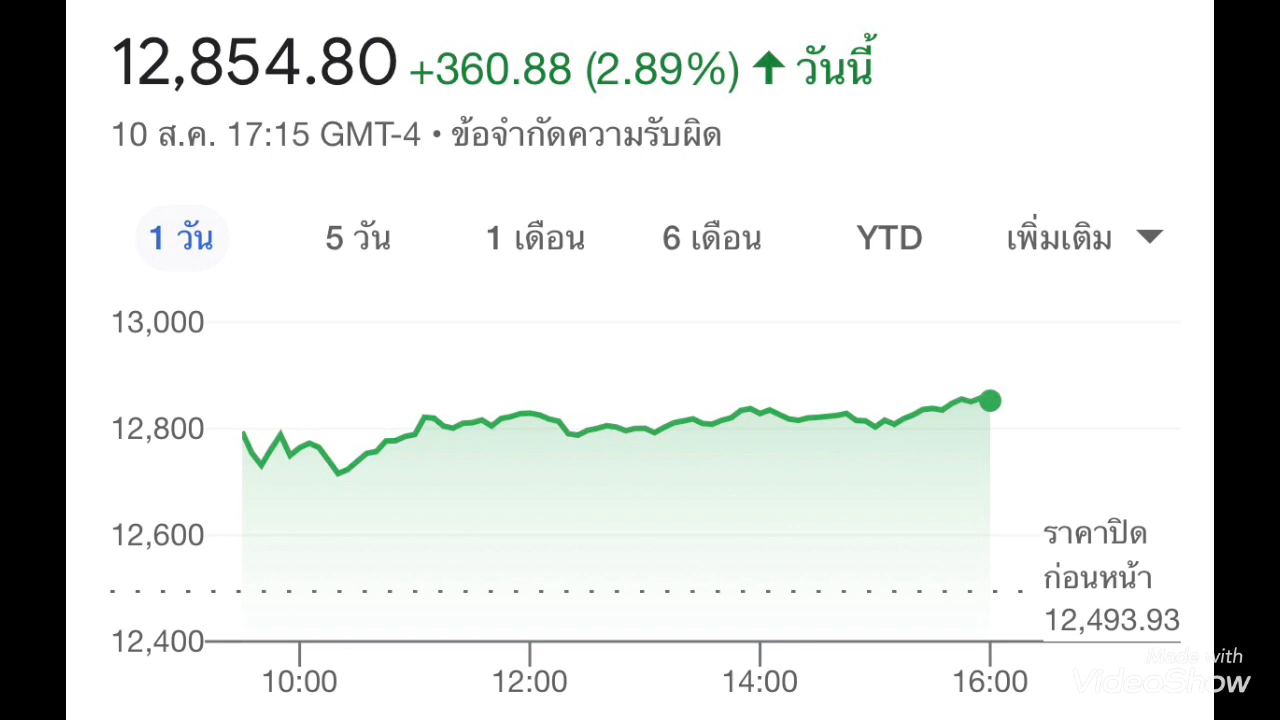 12,854.80 +360.88 (2.89%) ↑ วันนี้
10 ส.ค. 17:15 GMT-4 • ข้อจำกัดความรับผิด
1 วัน 5 วัน 1 เดือน 6 เดือน YTD เพิ่มเติม
13,000
12,800
12,600
ราคาปิด
ก่อนหน้า
12,493.93
12,400
10:00 12:00 14:00 16:00
Made with
VideoShow